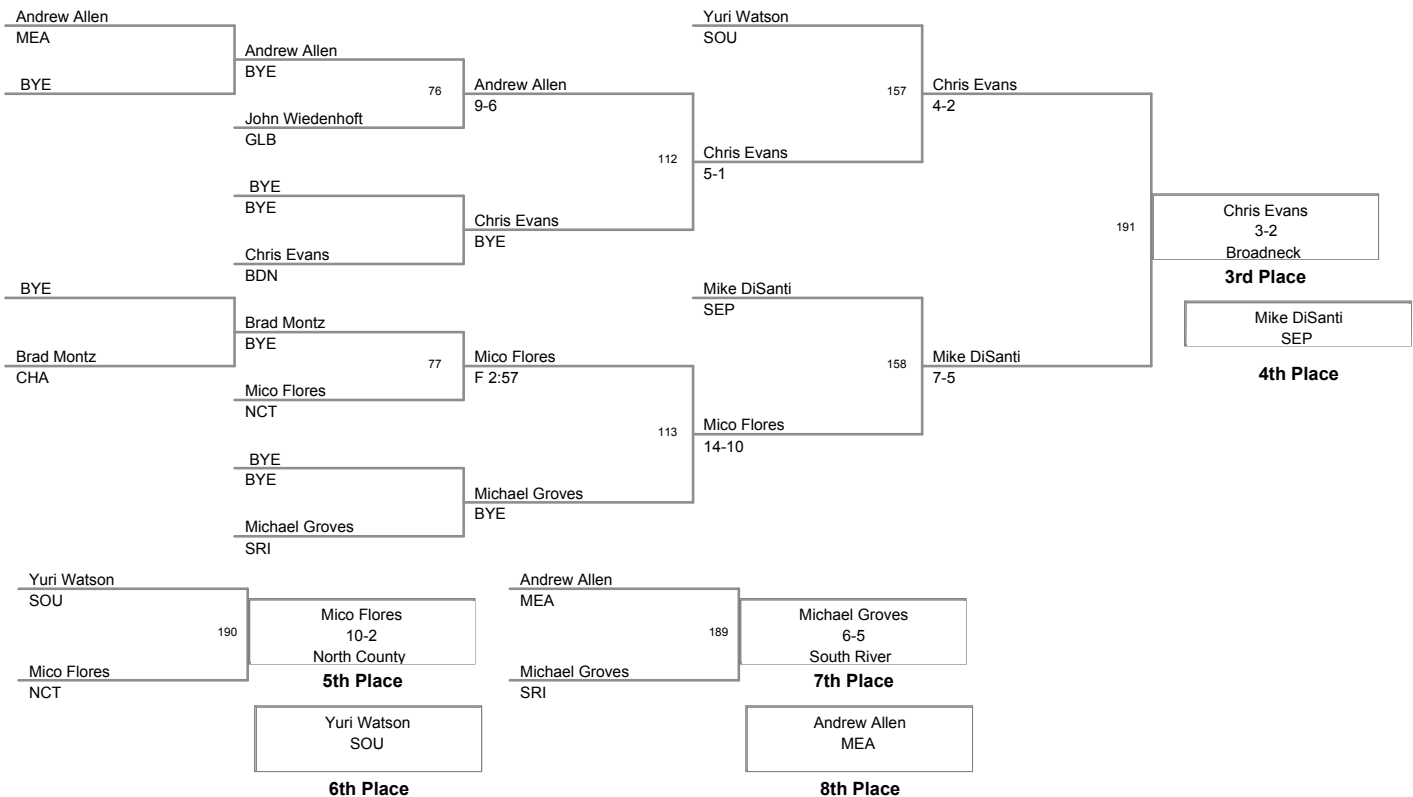 Andrew Allen
MEA
BYE
Andrew Allen
BYE
76
John Wiedenhoft
GLB
Andrew Allen
9-6
BYE
BYE
Chris Evans
BDN
Chris Evans
BYE
112
Chris Evans
5-1
Yuri Watson
SOU
157
Chris Evans
4-2
BYE
Brad Montz
CHA
Brad Montz
BYE
77
Mico Flores
NCT
Mico Flores
F 2:57
BYE
BYE
Michael Groves
SRI
Michael Groves
BYE
113
Mico Flores
14-10
Mike DiSanti
SEP
158
Mike DiSanti
7-5
191
Chris Evans
3-2
Broadneck
3rd Place
Mike DiSanti
SEP
4th Place
Yuri Watson
SOU
190
Mico Flores
NCT
Mico Flores
10-2
North County
5th Place
Yuri Watson
SOU
6th Place
Andrew Allen
MEA
189
Michael Groves
SRI
Michael Groves
6-5
South River
7th Place
Andrew Allen
MEA
8th Place